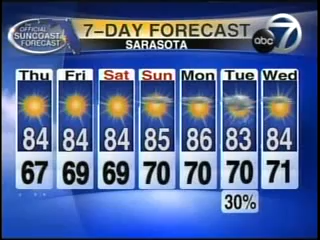 OFFICIAL
SUNCOAST
FORECAST
7-DAY FORECAST
SARASOTA
abc 7
Thu Fri Sat Sun Mon Tue Wed
84 84 84 85 86 83 84
67 69 69 70 70 70 71
30%